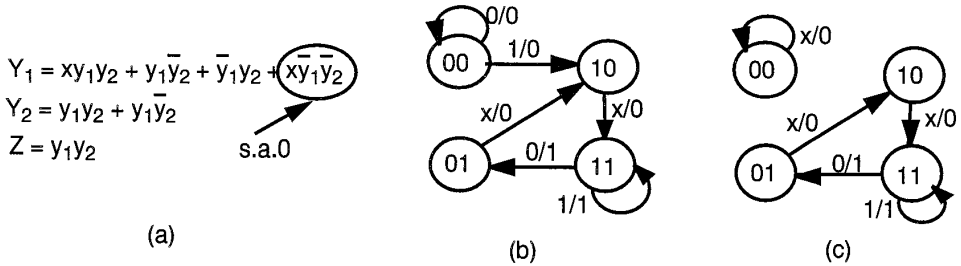 Y₁ = xy₁y₂ + y₁ȳ₂ + ȳ₁y₂ + xȳ₁ȳ₂
Y₂ = y₁y₂ + y₁ȳ₂
Z = y₁y₂
s.a.0
(a)
0/0
00
1/0
10
x/0
x/0
01
0/1
11
1/1
(b)
x/0
00
10
x/0
x/0
01
0/1
11
1/1
(c)